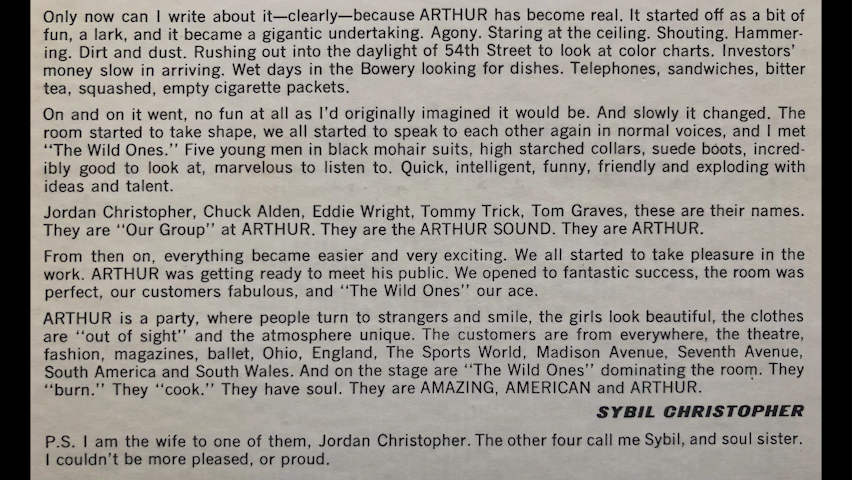 Only now can I write about it—clearly—because ARTHUR has become real. It started off as a bit of
fun, a lark, and it became a gigantic undertaking. Agony. Staring at the ceiling. Shouting. Hammer-
ing. Dirt and dust. Rushing out into the daylight of 54th Street to look at color charts. Investors'
money slow in arriving. Wet days in the Bowery looking for dishes. Telephones, sandwiches, bitter
tea, squashed, empty cigarette packets.
On and on it went, no fun at all as I'd originally imagined it would be. And slowly it changed. The
room started to take shape, we all started to speak to each other again in normal voices, and I met
"The Wild Ones." Five young men in black mohair suits, high starched collars, suede boots, incred-
ibly good to look at, marvelous to listen to. Quick, intelligent, funny, friendly and exploding with
ideas and talent.
Jordan Christopher, Chuck Alden, Eddie Wright, Tommy Trick, Tom Graves, these are their names.
They are "Our Group" at ARTHUR. They are the ARTHUR SOUND. They are ARTHUR.
From then on, everything became easier and very exciting. We all started to take pleasure in the
work. ARTHUR was getting ready to meet his public. We opened to fantastic success, the room was
perfect, our customers fabulous, and "The Wild Ones" our ace.
ARTHUR is a party, where people turn to strangers and smile, the girls look beautiful, the clothes
are "out of sight" and the atmosphere unique. The customers are from everywhere, the theatre,
fashion, magazines, ballet, Ohio, England, The Sports World, Madison Avenue, Seventh Avenue,
South America and South Wales. And on the stage are "The Wild Ones" dominating the room. They
"burn." They "cook." They have soul. They are AMAZING, AMERICAN and ARTHUR.
SYBIL CHRISTOPHER
P.S. I am the wife to one of them, Jordan Christopher. The other four call me Sybil, and soul sister.
I couldn't be more pleased, or proud.